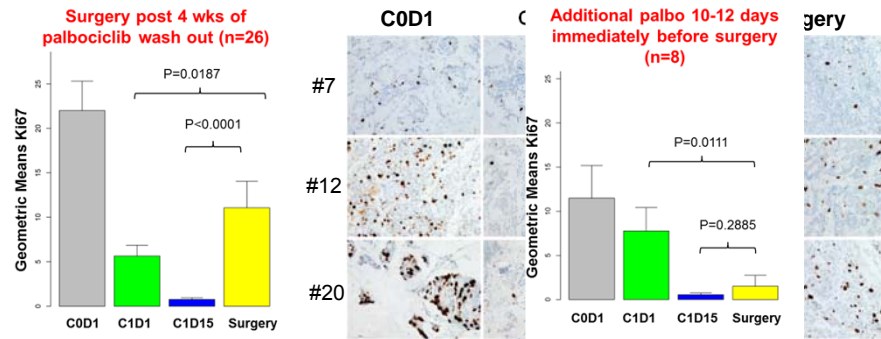 Surgery post 4 wks of
palbociclib wash out (n=26)
Geometric Means Ki67
25
20
15
10
5
0
P=0.0187
P<0.0001
C0D1
C1D1
C1D15
Surgery
C0D1
C
#7
#12
#20
Additional palbo 10-12 days
immediately before surgery
(n=8)
Geometric Means Ki67
25
20
15
10
5
0
P=0.0111
P=0.2885
C0D1
C1D1
C1D15
Surgery
gery